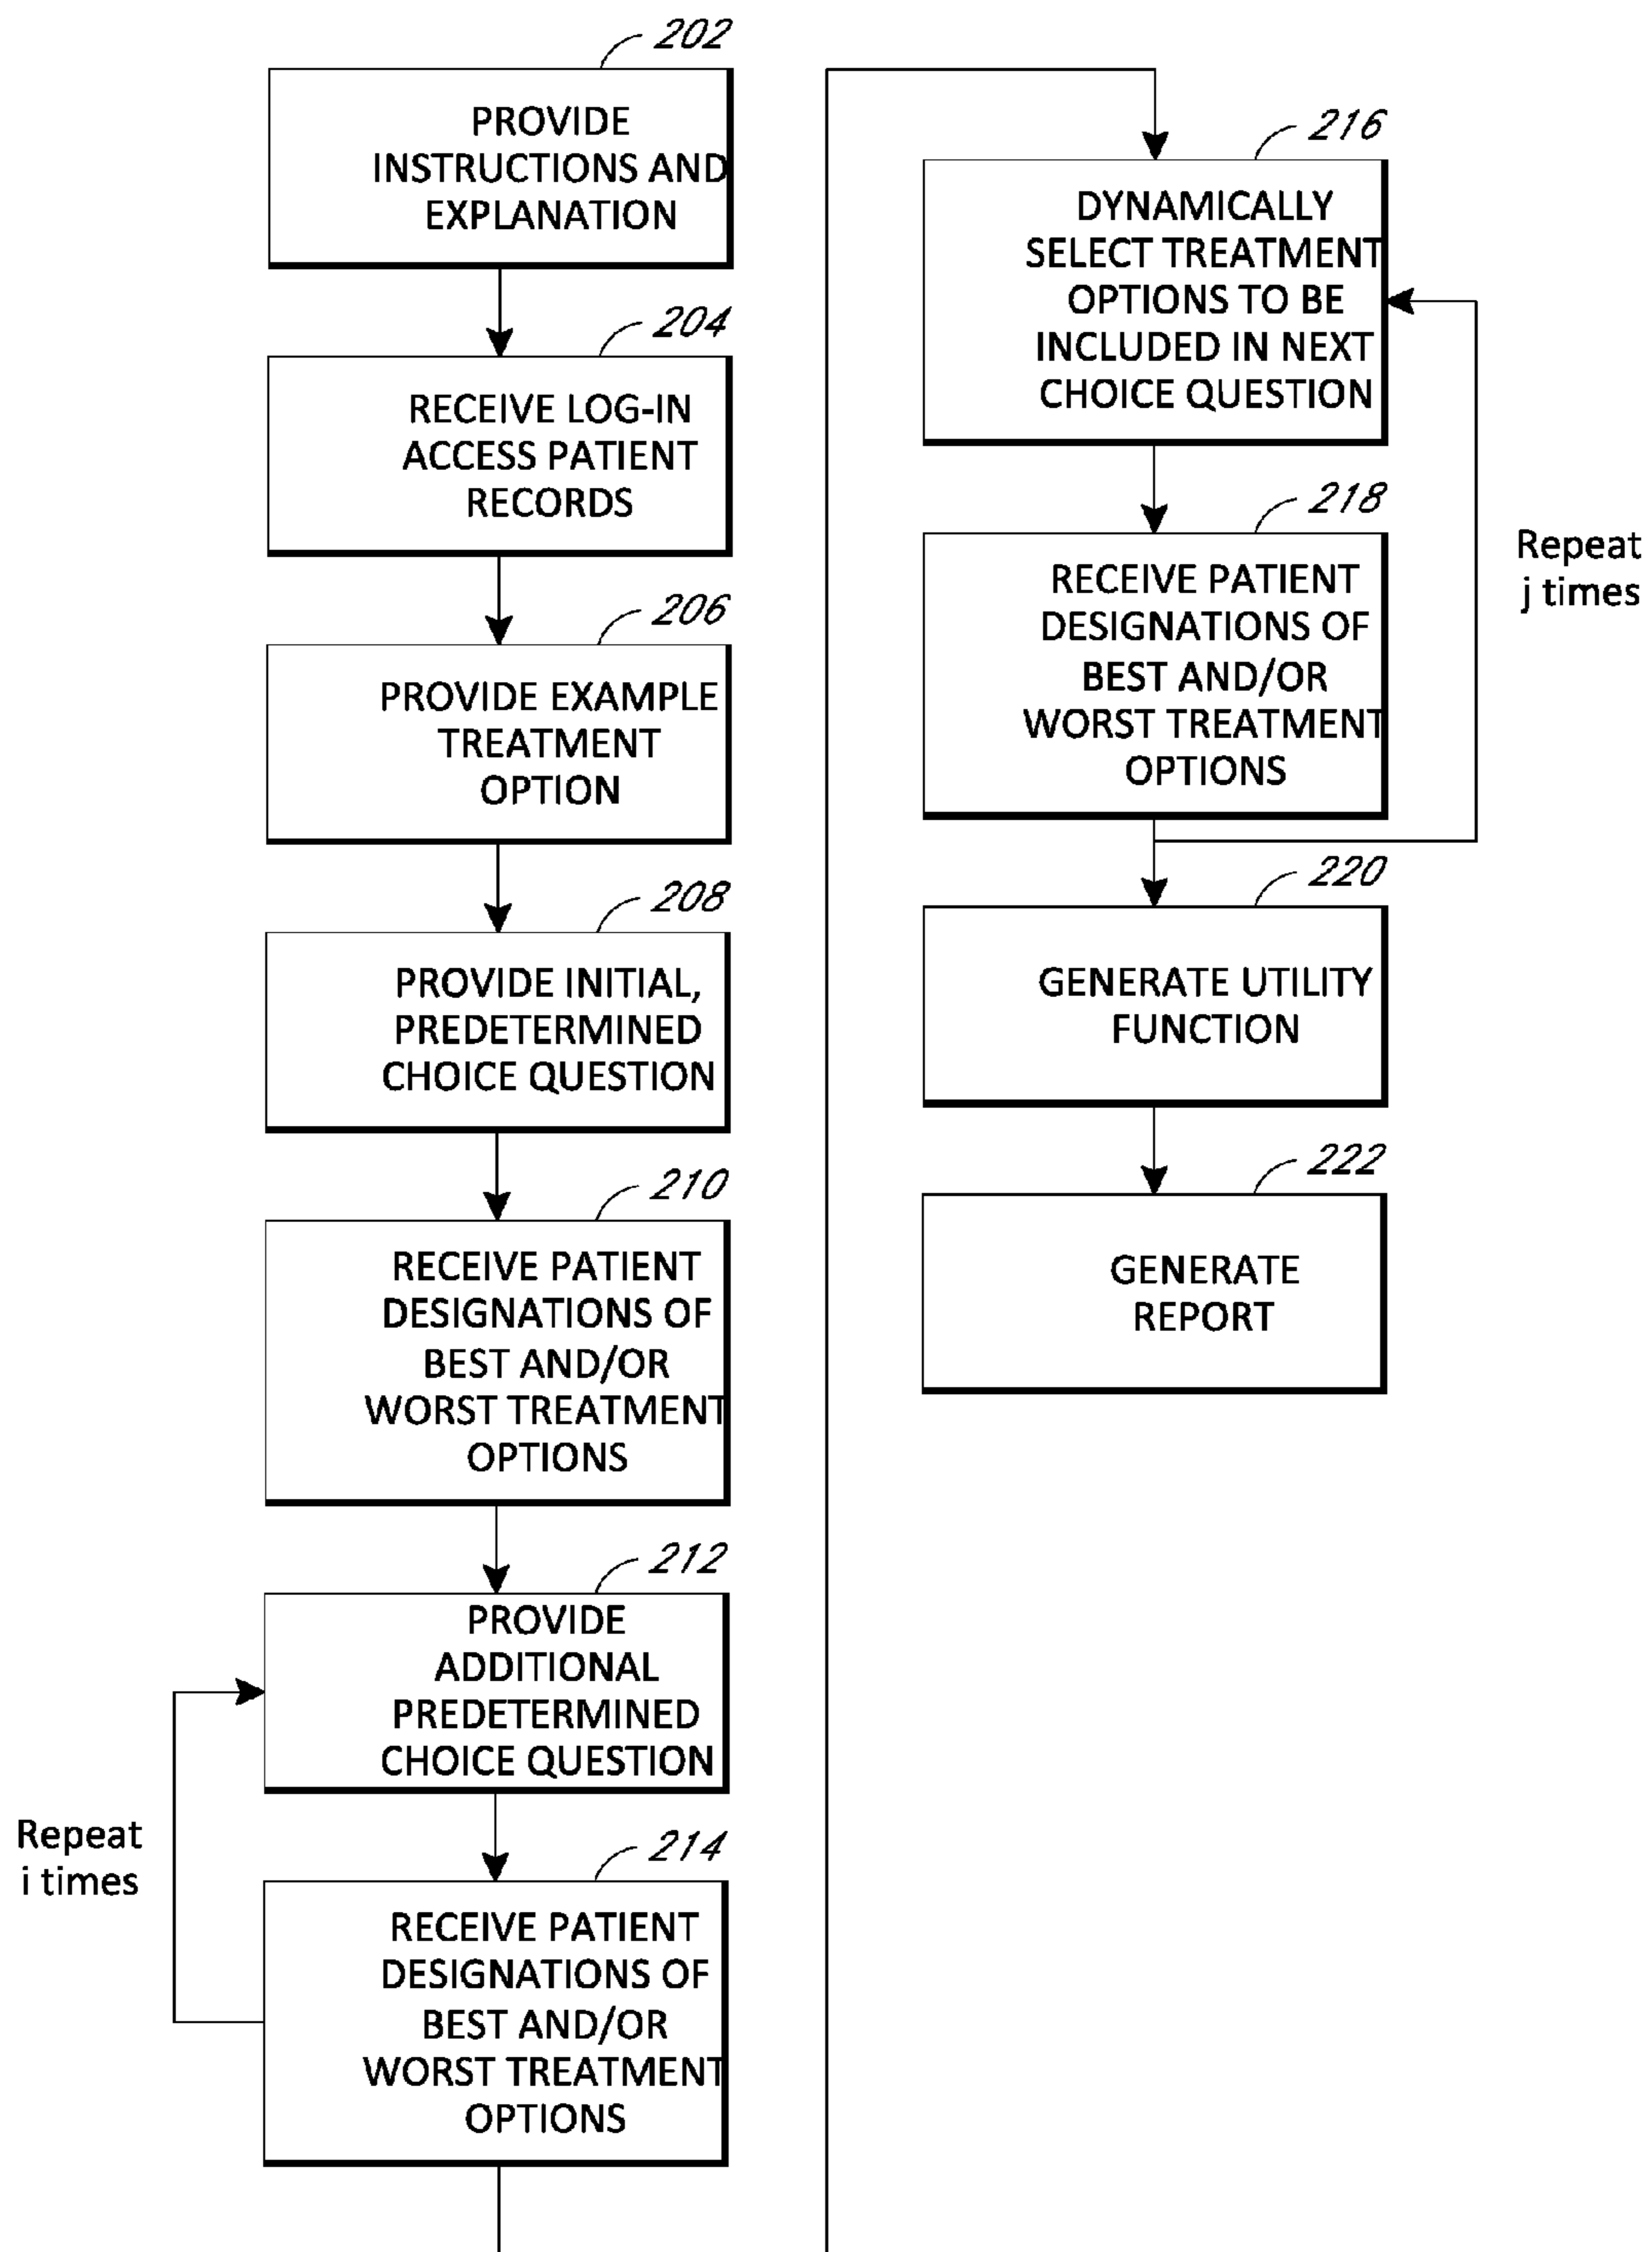 202
PROVIDE
INSTRUCTIONS AND
EXPLANATION
204
RECEIVE LOG-IN
ACCESS PATIENT
RECORDS
206
PROVIDE EXAMPLE
TREATMENT
OPTION
208
PROVIDE INITIAL,
PREDETERMINED
CHOICE QUESTION
210
RECEIVE PATIENT
DESIGNATIONS OF
BEST AND/OR
WORST TREATMENT
OPTIONS
212
PROVIDE
ADDITIONAL
PREDETERMINED
CHOICE QUESTION
Repeat
i times
214
RECEIVE PATIENT
DESIGNATIONS OF
BEST AND/OR
WORST TREATMENT
OPTIONS
216
DYNAMICALLY
SELECT TREATMENT
OPTIONS TO BE
INCLUDED IN NEXT
CHOICE QUESTION
218
RECEIVE PATIENT
DESIGNATIONS OF
BEST AND/OR
WORST TREATMENT
OPTIONS
Repeat
j times
220
GENERATE UTILITY
FUNCTION
222
GENERATE
REPORT